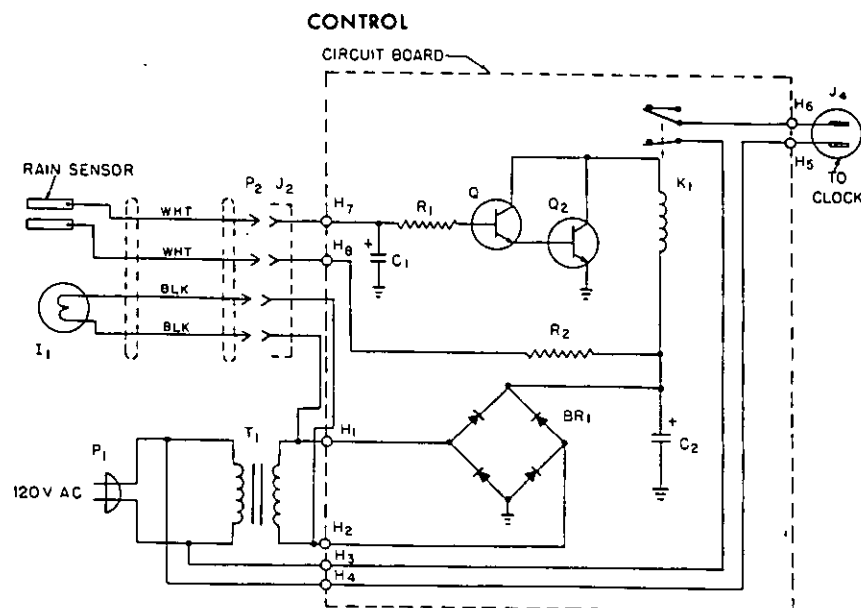 CONTROL
CIRCUIT BOARD
J4
H6
H5
TO
CLOCK
RAIN SENSOR
P2 J2
H7
R1
Q
Q2
K1
WHT
WHT
H8
C1
BLK
BLK
I1
R2
BR1
C2
H1
T1
P1
120V AC
H2
H3
H4